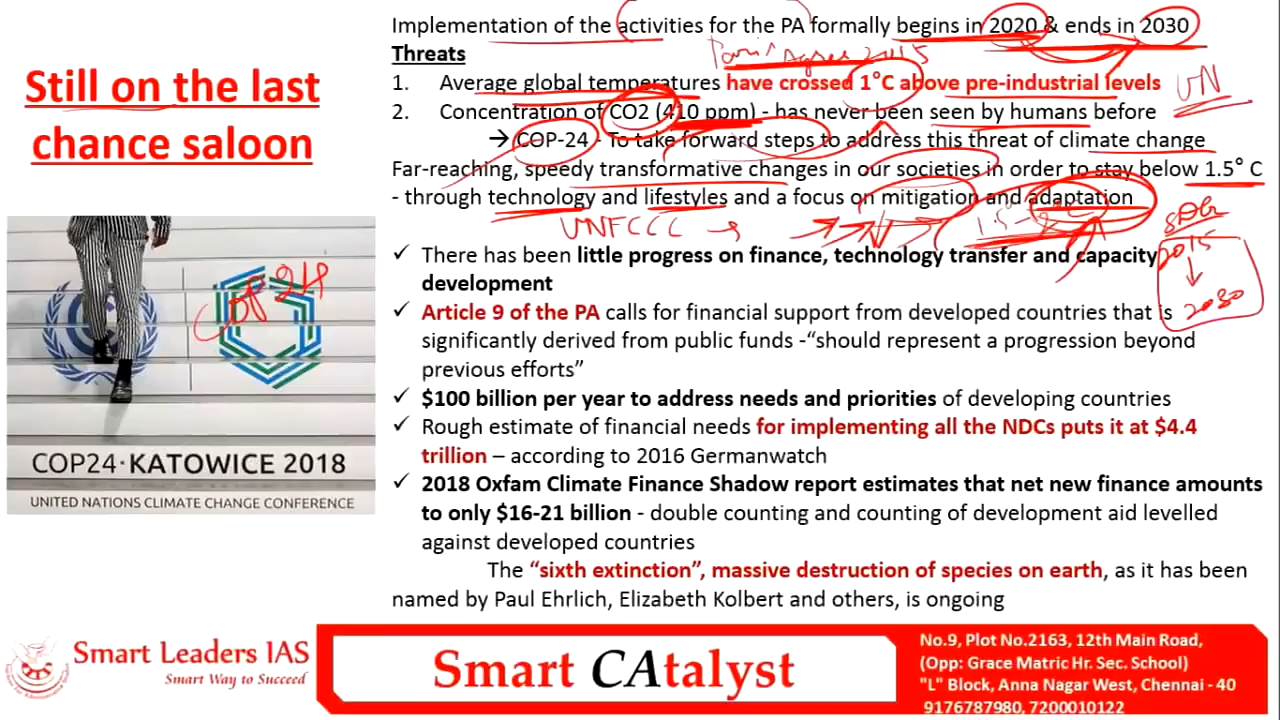 Still on the last
chance saloon
Implementation of the activities for the PA formally begins in 2020 & ends in 2030
Threats
Paris Agree 2015
1. Average global temperatures have crossed 1°C above pre-industrial levels
UN
2. Concentration of CO2 (410 ppm) - has never been seen by humans before
→ COP-24 - To take forward steps to address this threat of climate change
Far-reaching, speedy transformative changes in our societies in order to stay below 1.5° C
- through technology and lifestyles and a focus on mitigation and adaptation
UNFCCC →
SDG
2015
↓
2030
✓ There has been little progress on finance, technology transfer and capacity
development
✓ Article 9 of the PA calls for financial support from developed countries that is
significantly derived from public funds -“should represent a progression beyond
previous efforts”
✓ $100 billion per year to address needs and priorities of developing countries
✓ Rough estimate of financial needs for implementing all the NDCs puts it at $4.4
trillion – according to 2016 Germanwatch
✓ 2018 Oxfam Climate Finance Shadow report estimates that net new finance amounts
to only $16-21 billion - double counting and counting of development aid levelled
against developed countries
The “sixth extinction”, massive destruction of species on earth, as it has been
named by Paul Ehrlich, Elizabeth Kolbert and others, is ongoing
COP 24
COP24·KATOWICE 2018
UNITED NATIONS CLIMATE CHANGE CONFERENCE
Smart Leaders IAS
Smart Way to Succeed
Smart CAtalyst
No.9, Plot No.2163, 12th Main Road,
(Opp: Grace Matric Hr. Sec. School)
"L" Block, Anna Nagar West, Chennai - 40
9176787980, 7200010122